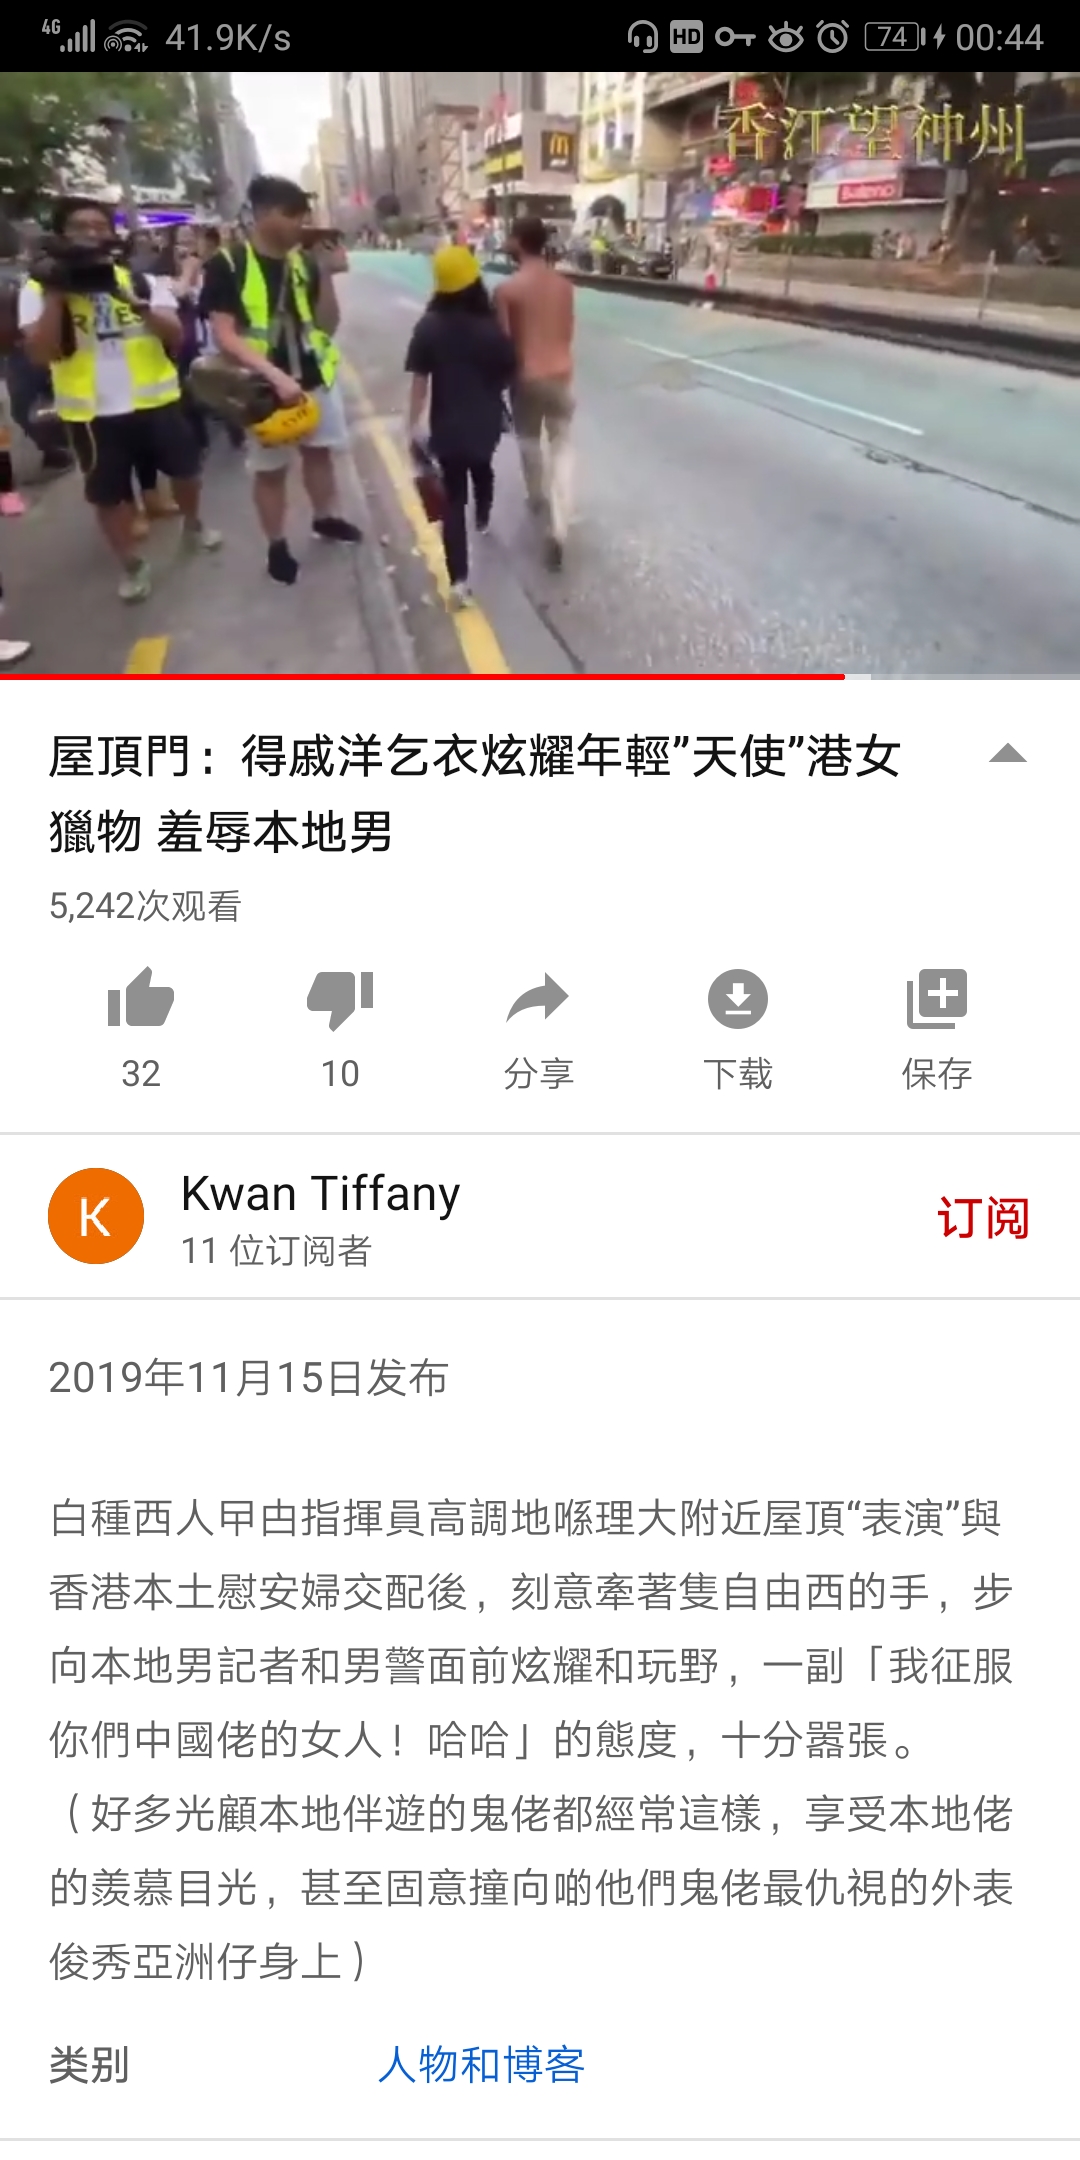 4G 41.9K/s HD 74 00:44
香江望神州
Baleno
屋頂門：得戚洋乞衣炫耀年輕”天使”港女
獵物 羞辱本地男
5,242次观看
32 10 分享 下载 保存
K
Kwan Tiffany
11 位订阅者
订阅
2019年11月15日发布
白種西人曱甴指揮員高調地喺理大附近屋頂“表演”與
香港本土慰安婦交配後，刻意牽著隻自由西的手，步
向本地男記者和男警面前炫耀和玩野，一副「我征服
你們中國佬的女人！哈哈」的態度，十分囂張。
（好多光顧本地伴遊的鬼佬都經常這樣，享受本地佬
的羨慕目光，甚至固意撞向啲他們鬼佬最仇視的外表
俊秀亞洲仔身上）
类别 人物和博客